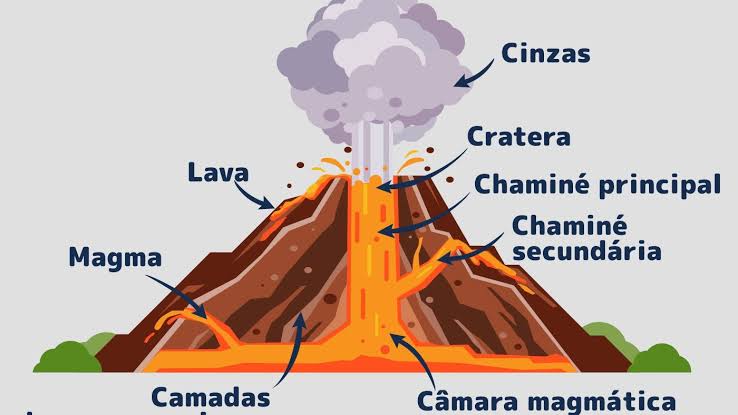 Cinzas
Cratera
Lava
Chaminé principal
Chaminé
secundária
Magma
Camadas
Câmara magmática